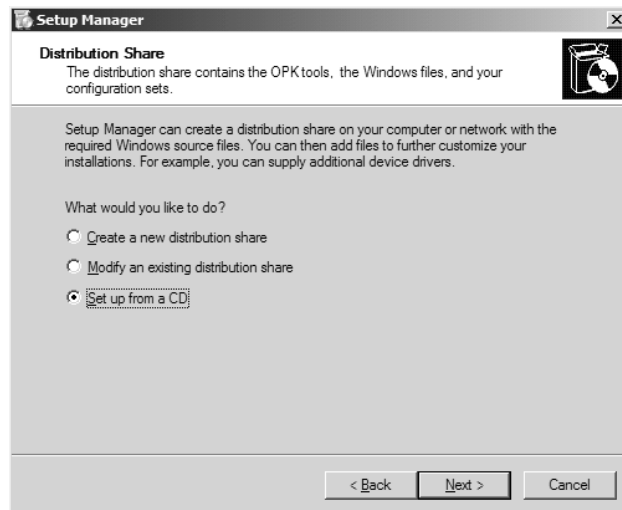 Setup Manager
Distribution Share
The distribution share contains the OPK tools, the Windows files, and your
configuration sets.
Setup Manager can create a distribution share on your computer or network with the
required Windows source files. You can then add files to further customize your
installations. For example, you can supply additional device drivers.
What would you like to do?
Create a new distribution share
Modify an existing distribution share
Set up from a CD
< Back Next > Cancel